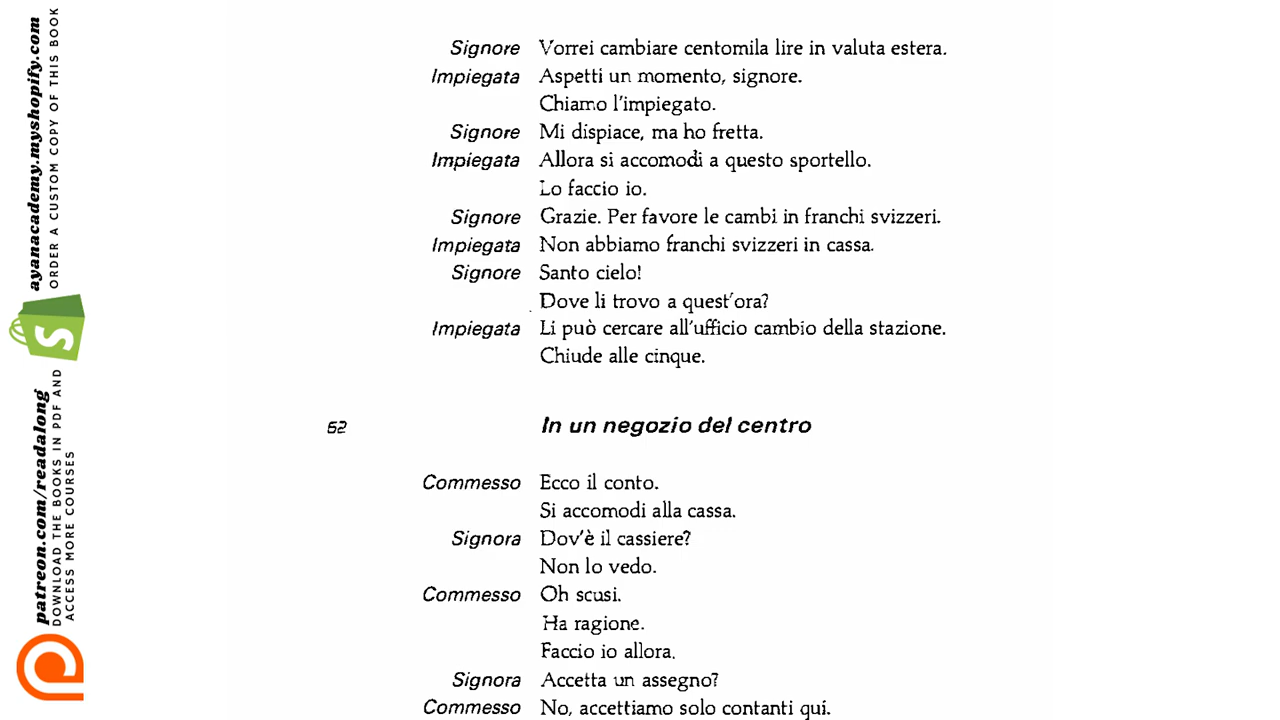 Signore Vorrei cambiare centomila lire in valuta estera.
Impiegata Aspetti un momento, signore.
Chiamo l'impiegato.
Signore Mi dispiace, ma ho fretta.
Impiegata Allora si accomodi a questo sportello.
Lo faccio io.
Signore Grazie. Per favore le cambi in franchi svizzeri.
Impiegata Non abbiamo franchi svizzeri in cassa.
Signore Santo cielo!
Dove li trovo a quest'ora?
Impiegata Li può cercare all'ufficio cambio della stazione.
Chiude alle cinque.
62 In un negozio del centro
Commesso Ecco il conto.
Si accomodi alla cassa.
Signora Dov'è il cassiere?
Non lo vedo.
Commesso Oh scusi.
Ha ragione.
Faccio io allora.
Signora Accetta un assegno?
Commesso No, accettiamo solo contanti qui.
ayanacademy.myshopify.com
ORDER A CUSTOM COPY OF THIS BOOK
S
patreon.com/readalong
DOWNLOAD THE BOOKS IN PDF AND
ACCESS MORE COURSES